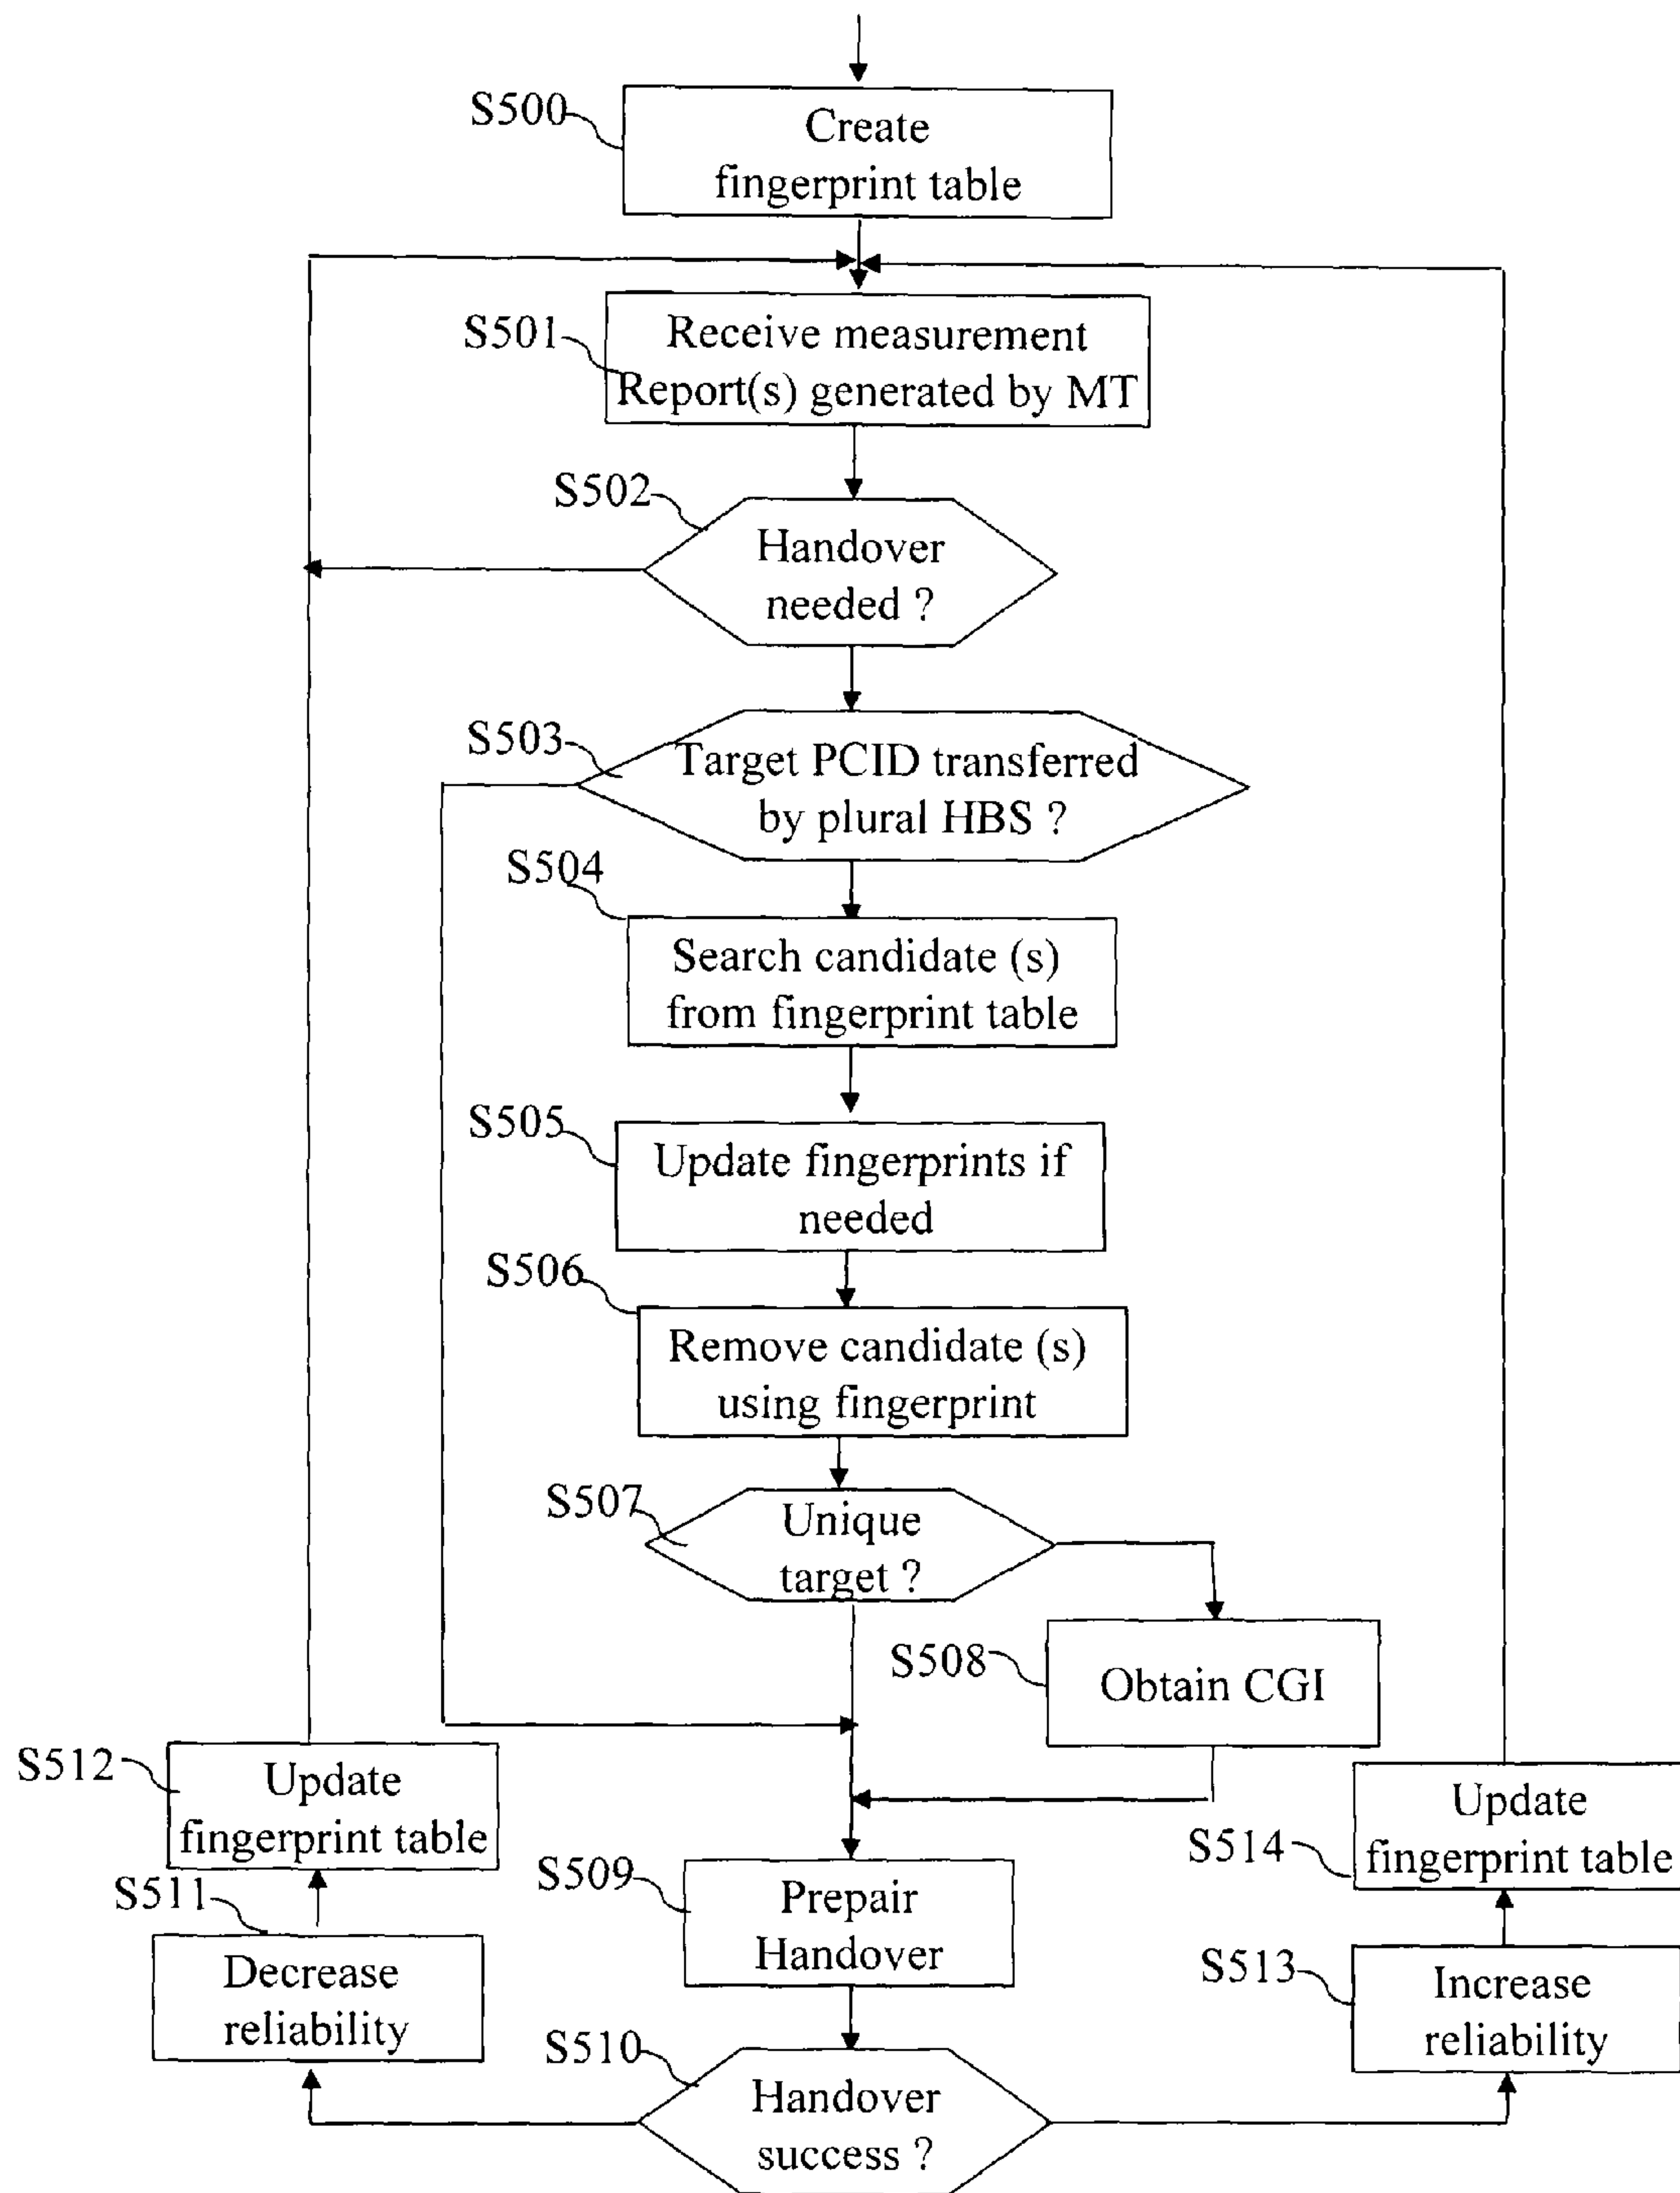 S500
Create
fingerprint table
S501
Receive measurement
Report(s) generated by MT
S502
Handover
needed ?
S503
Target PCID transferred
by plural HBS ?
S504
Search candidate (s)
from fingerprint table
S505
Update fingerprints if
needed
S506
Remove candidate (s)
using fingerprint
S507
Unique
target ?
S508
Obtain CGI
S512
Update
fingerprint table
S514
Update
fingerprint table
S509
Prepair
Handover
S511
Decrease
reliability
S513
Increase
reliability
S510
Handover
success ?